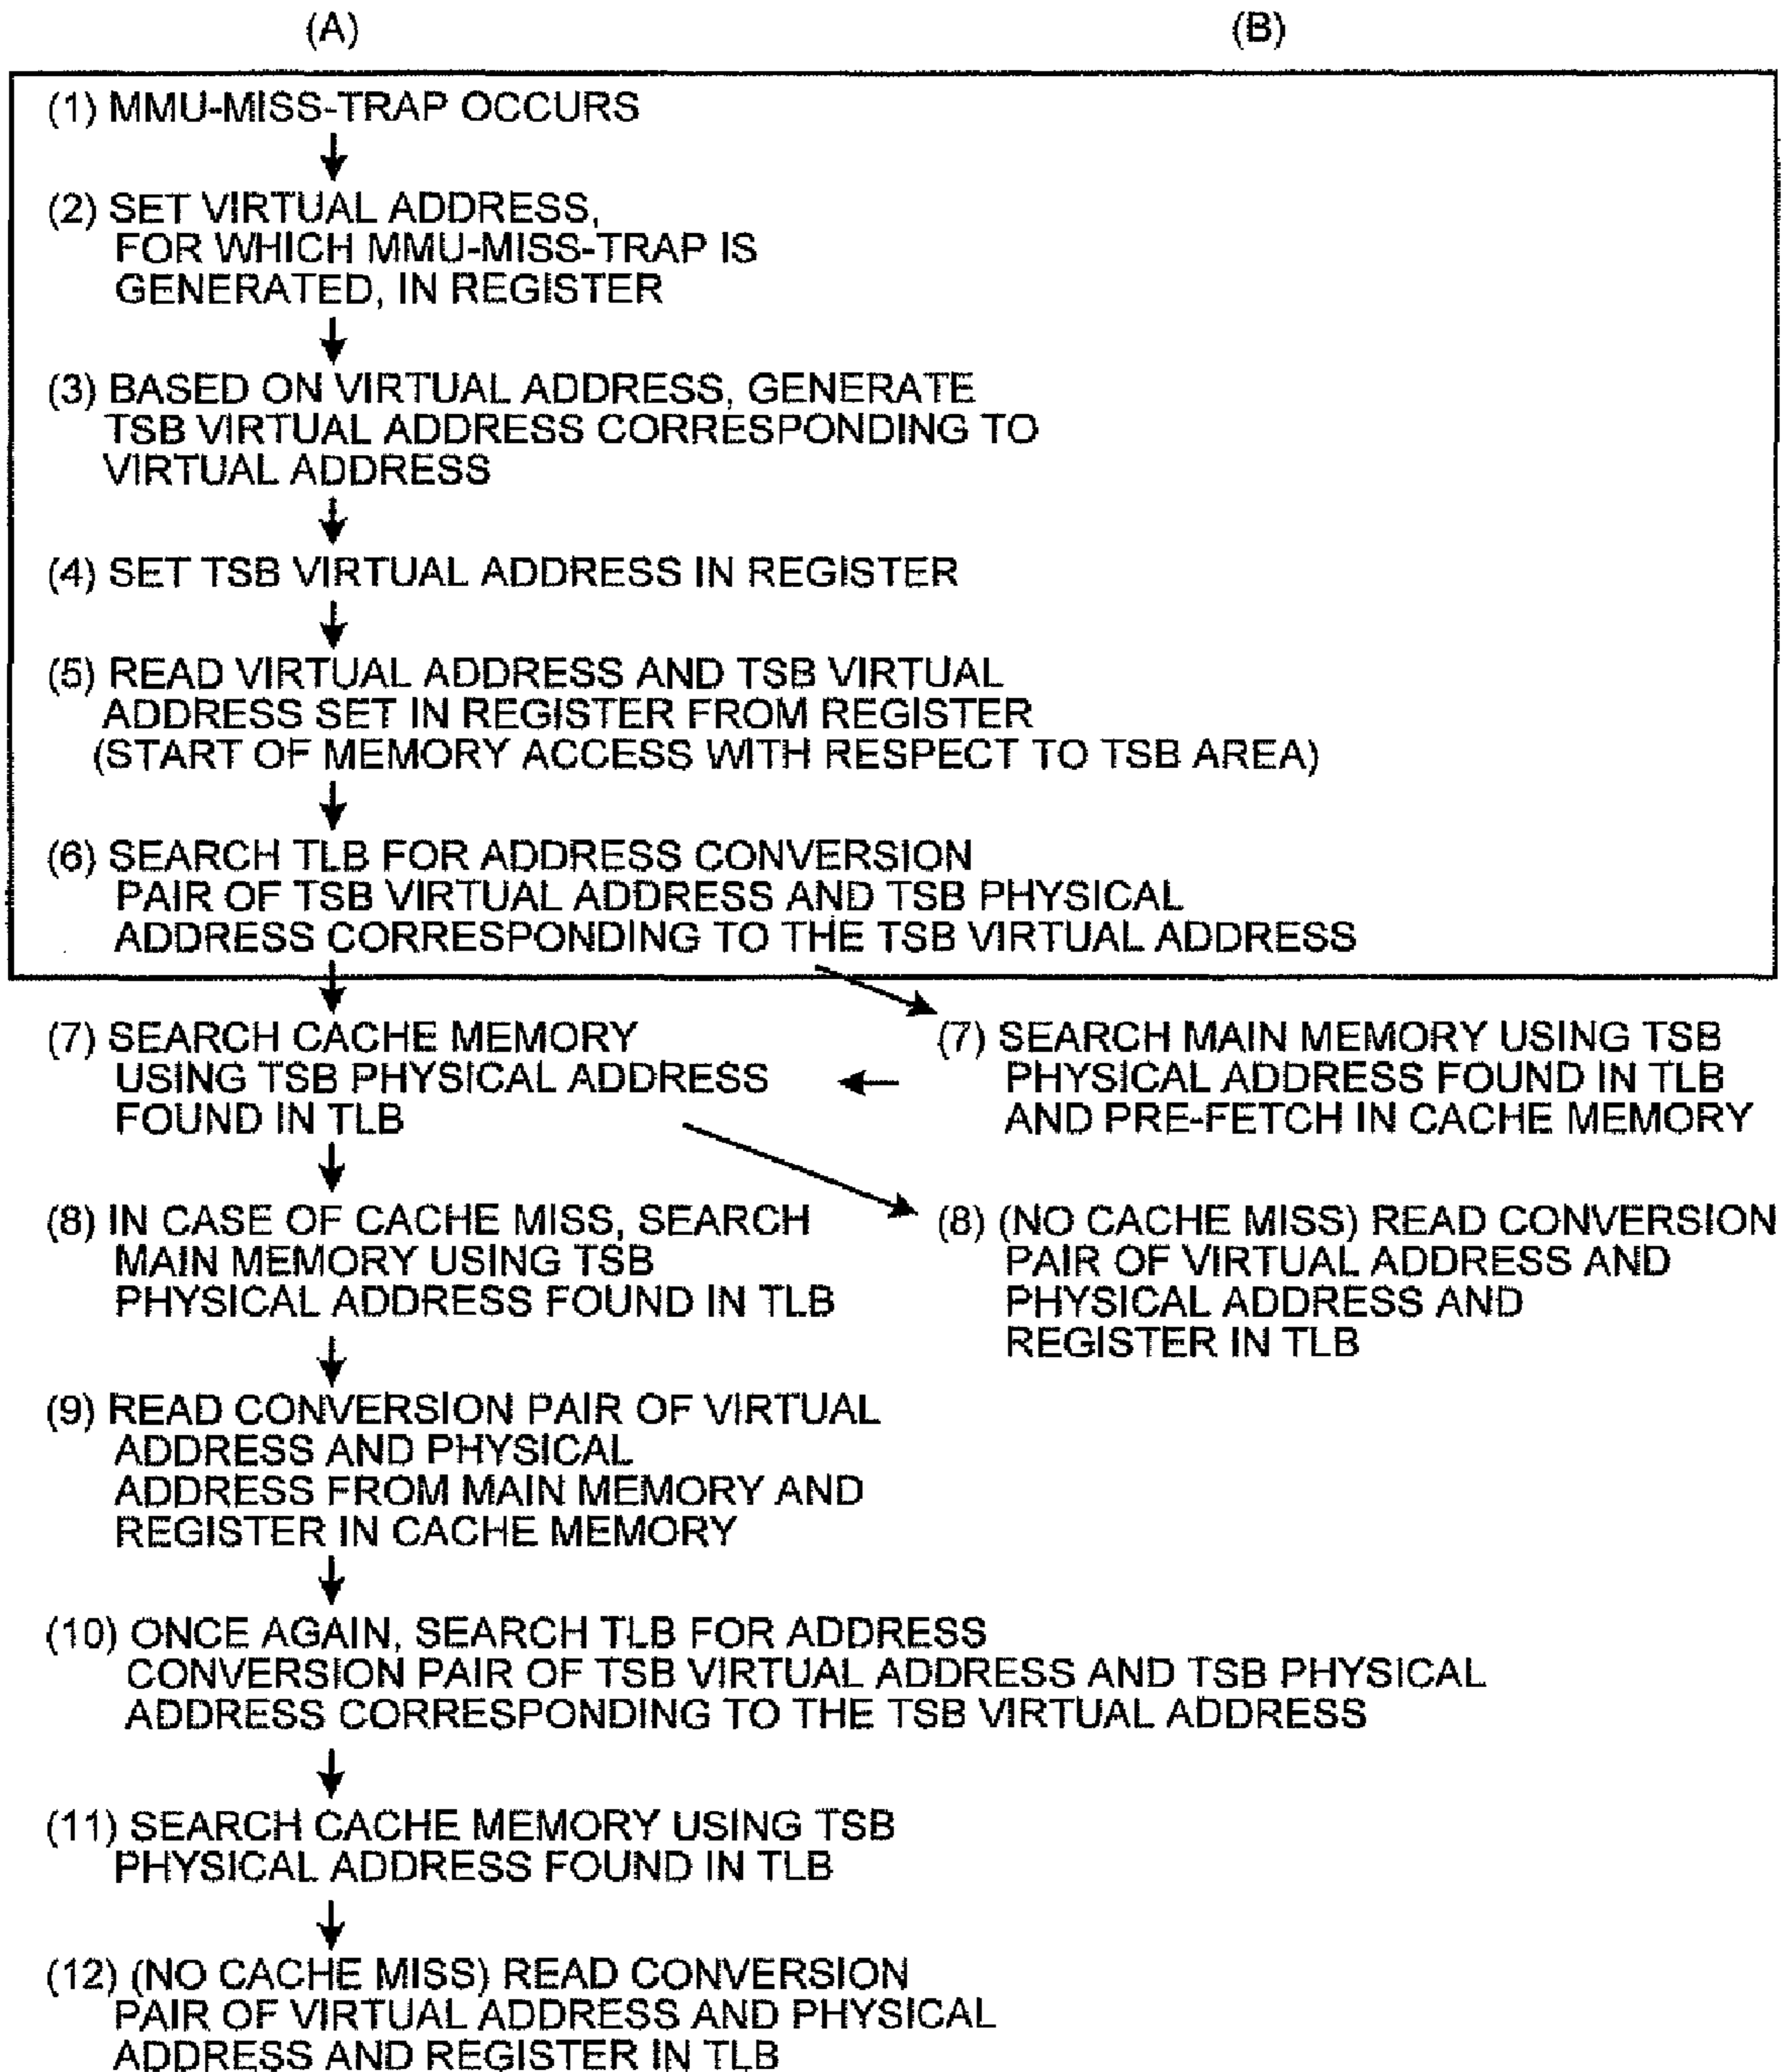 (A)
(B)
(1) MMU-MISS-TRAP OCCURS
(2) SET VIRTUAL ADDRESS,
FOR WHICH MMU-MISS-TRAP IS
GENERATED, IN REGISTER
(3) BASED ON VIRTUAL ADDRESS, GENERATE
TSB VIRTUAL ADDRESS CORRESPONDING TO
VIRTUAL ADDRESS
(4) SET TSB VIRTUAL ADDRESS IN REGISTER
(5) READ VIRTUAL ADDRESS AND TSB VIRTUAL
ADDRESS SET IN REGISTER FROM REGISTER
(START OF MEMORY ACCESS WITH RESPECT TO TSB AREA)
(6) SEARCH TLB FOR ADDRESS CONVERSION
PAIR OF TSB VIRTUAL ADDRESS AND TSB PHYSICAL
ADDRESS CORRESPONDING TO THE TSB VIRTUAL ADDRESS
(7) SEARCH CACHE MEMORY
USING TSB PHYSICAL ADDRESS
FOUND IN TLB
(7) SEARCH MAIN MEMORY USING TSB
PHYSICAL ADDRESS FOUND IN TLB
AND PRE-FETCH IN CACHE MEMORY
(8) IN CASE OF CACHE MISS, SEARCH
MAIN MEMORY USING TSB
PHYSICAL ADDRESS FOUND IN TLB
(8) (NO CACHE MISS) READ CONVERSION
PAIR OF VIRTUAL ADDRESS AND
PHYSICAL ADDRESS AND
REGISTER IN TLB
(9) READ CONVERSION PAIR OF VIRTUAL
ADDRESS AND PHYSICAL
ADDRESS FROM MAIN MEMORY AND
REGISTER IN CACHE MEMORY
(10) ONCE AGAIN, SEARCH TLB FOR ADDRESS
CONVERSION PAIR OF TSB VIRTUAL ADDRESS AND TSB PHYSICAL
ADDRESS CORRESPONDING TO THE TSB VIRTUAL ADDRESS
(11) SEARCH CACHE MEMORY USING TSB
PHYSICAL ADDRESS FOUND IN TLB
(12) (NO CACHE MISS) READ CONVERSION
PAIR OF VIRTUAL ADDRESS AND PHYSICAL
ADDRESS AND REGISTER IN TLB